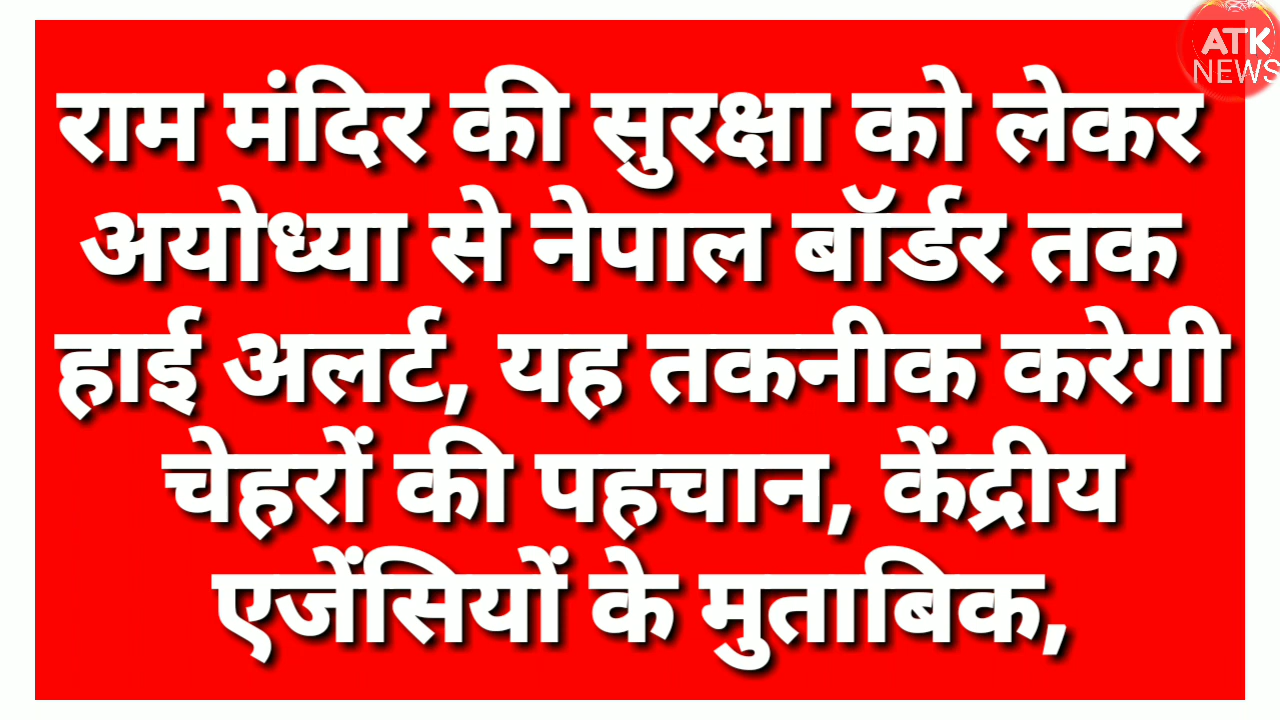 ATK
NEWS
राम मंदिर की सुरक्षा को लेकर
अयोध्या से नेपाल बॉर्डर तक
हाई अलर्ट, यह तकनीक करेगी
चेहरों की पहचान, केंद्रीय
एजेंसियों के मुताबिक,